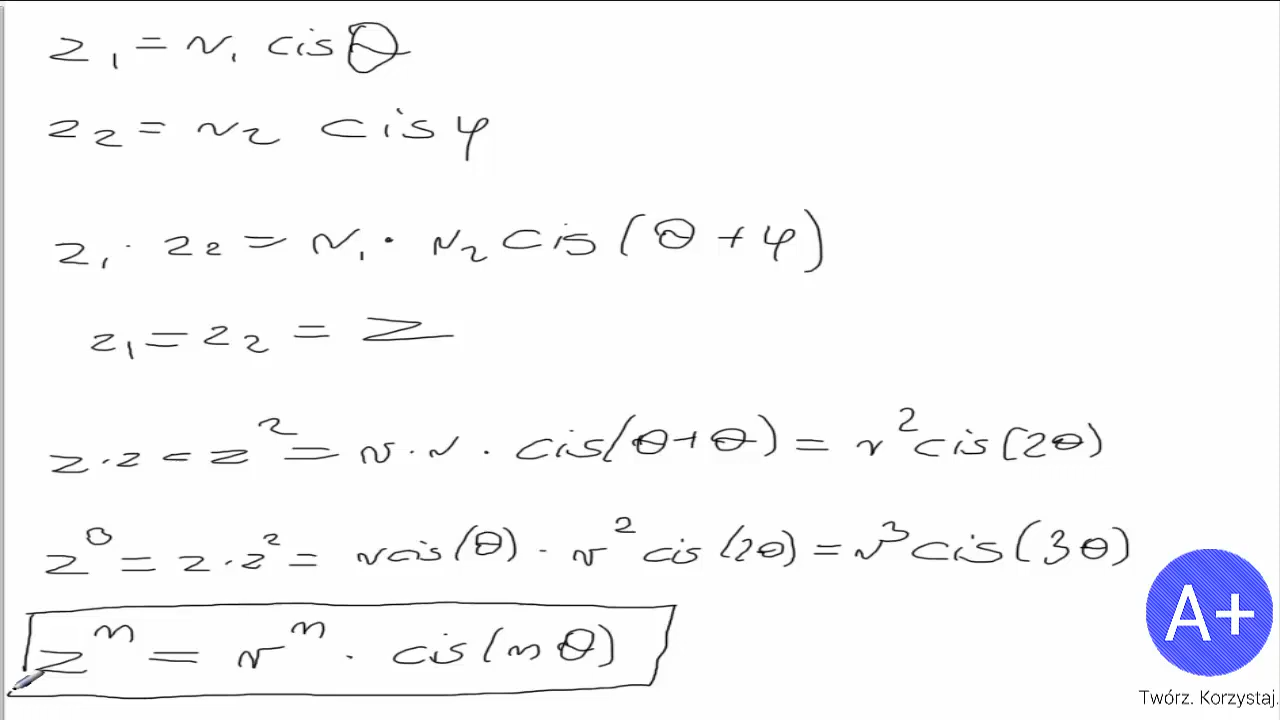 z₁ = r₁ cis θ
z₂ = r₂ cis φ
z₁ · z₂ = r₁ · r₂ cis(θ + φ)
z₁ = z₂ = z
z · z = z² = r · r · cis(θ + θ) = r² cis(2θ)
z³ = z · z² = r cis(θ) · r² cis(2θ) = r³ cis(3θ)
zⁿ = rⁿ · cis(nθ)
A+
Twórz. Korzystaj.